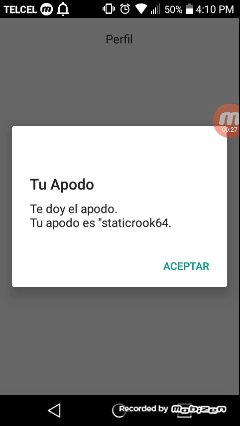 TELCEL 50% 4:10 PM
Perfil
00:27
Tu Apodo
Te doy el apodo.
Tu apodo es "staticrook64.
ACEPTAR
Recorded by mobizen